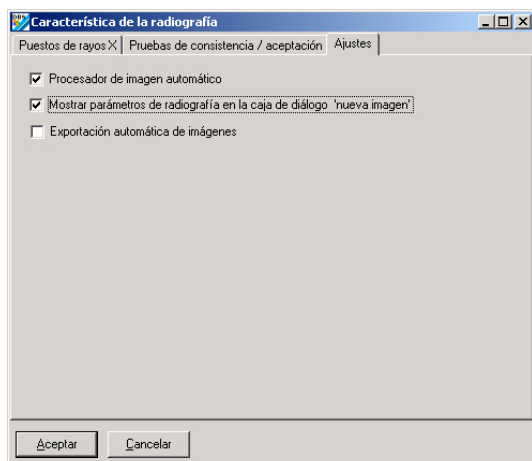 Característica de la radiografía
Puestos de rayos X Pruebas de consistencia / aceptación Ajustes
Procesador de imagen automático
Mostrar parámetros de radiografía en la caja de diálogo 'nueva imagen'
Exportación automática de imágenes
Aceptar Cancelar